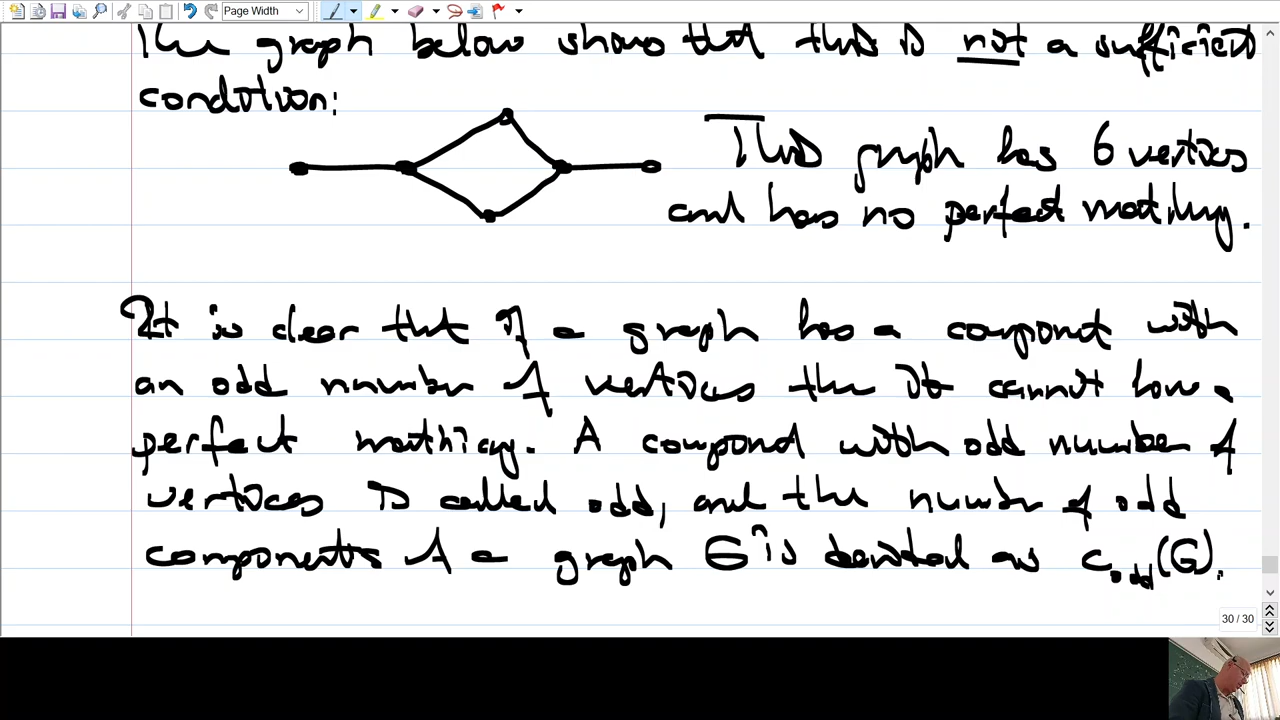 Page Width
The graph below shows that this is not a sufficient
condition:
This graph has 6 vertices
and has no perfect matching.
It is clear that if a graph has a component with
an odd number of vertices the it cannot have a
perfect matching. A component with odd number of
vertices is called odd, and the number of odd
components of a graph G is denoted as c_odd(G).
30 / 30